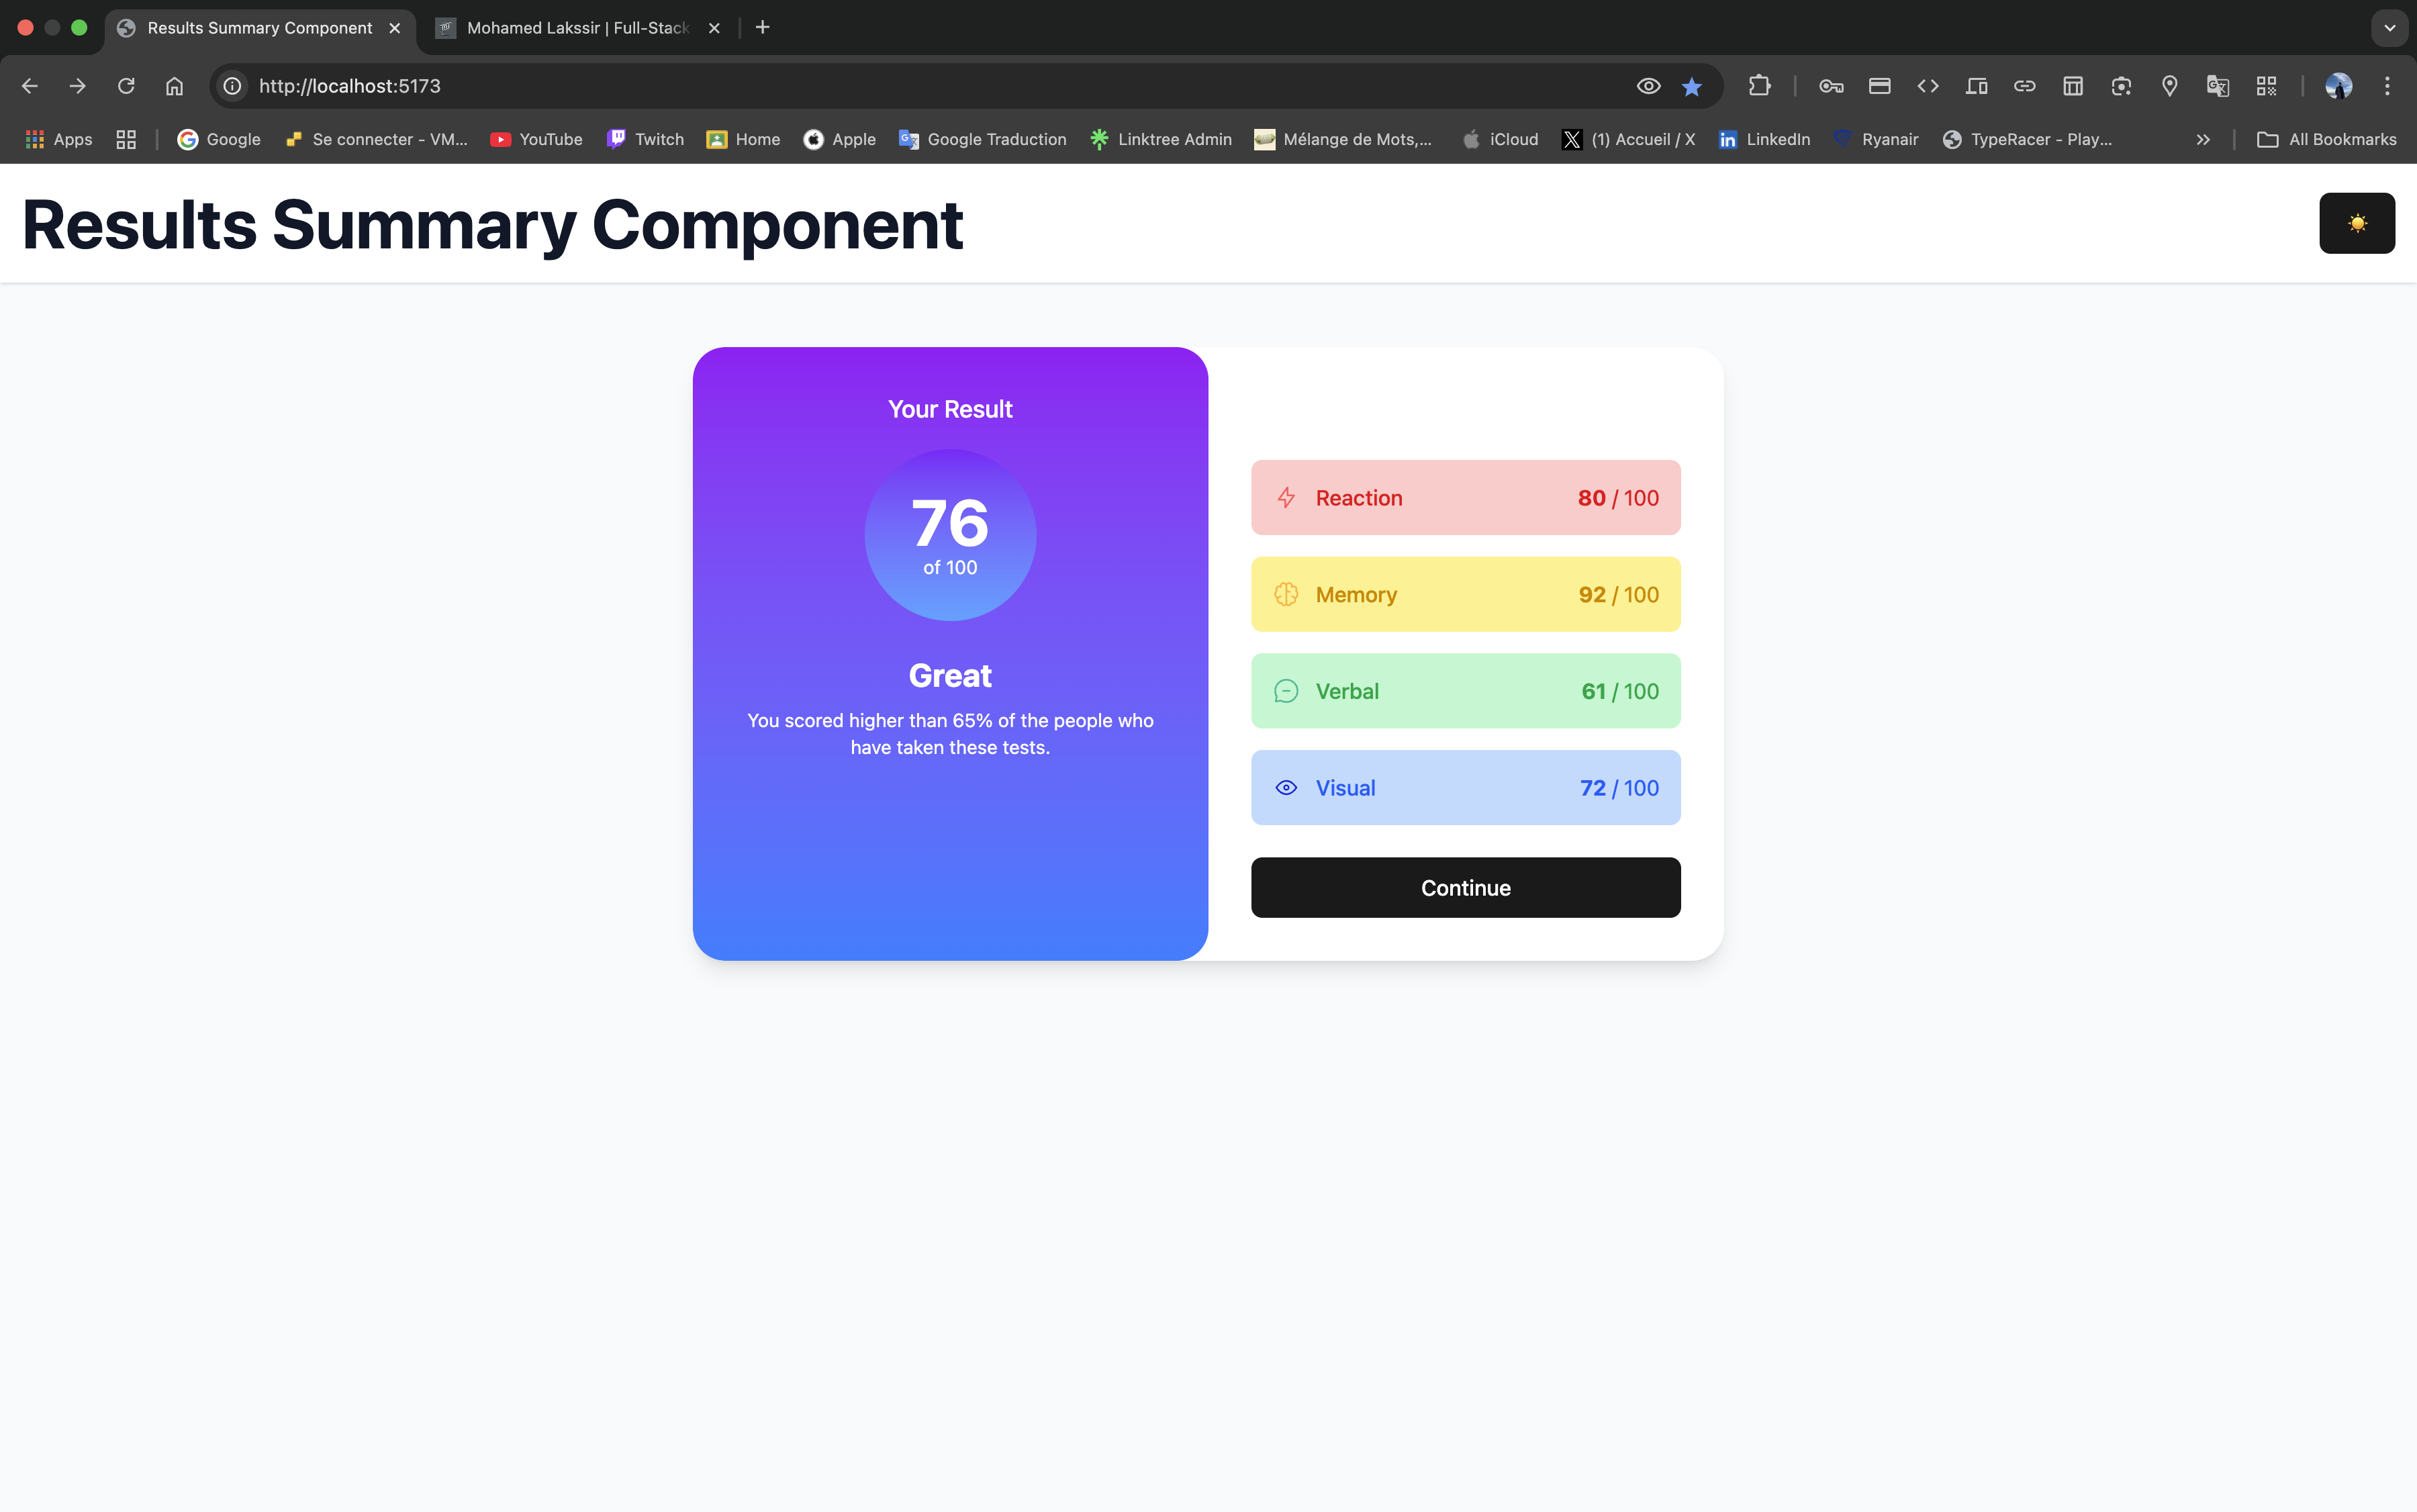 Results Summary Component
Mohamed Lakssir | Full-Stack
http://localhost:5173
Apps
Google
Se connecter - VM...
YouTube
Twitch
Home
Apple
Google Traduction
Linktree Admin
Mélange de Mots,...
iCloud
(1) Accueil / X
LinkedIn
Ryanair
TypeRacer - Play...
All Bookmarks
Results Summary Component
Your Result
76
of 100
Great
You scored higher than 65% of the people who
have taken these tests.
Reaction 80 / 100
Memory 92 / 100
Verbal 61 / 100
Visual 72 / 100
Continue